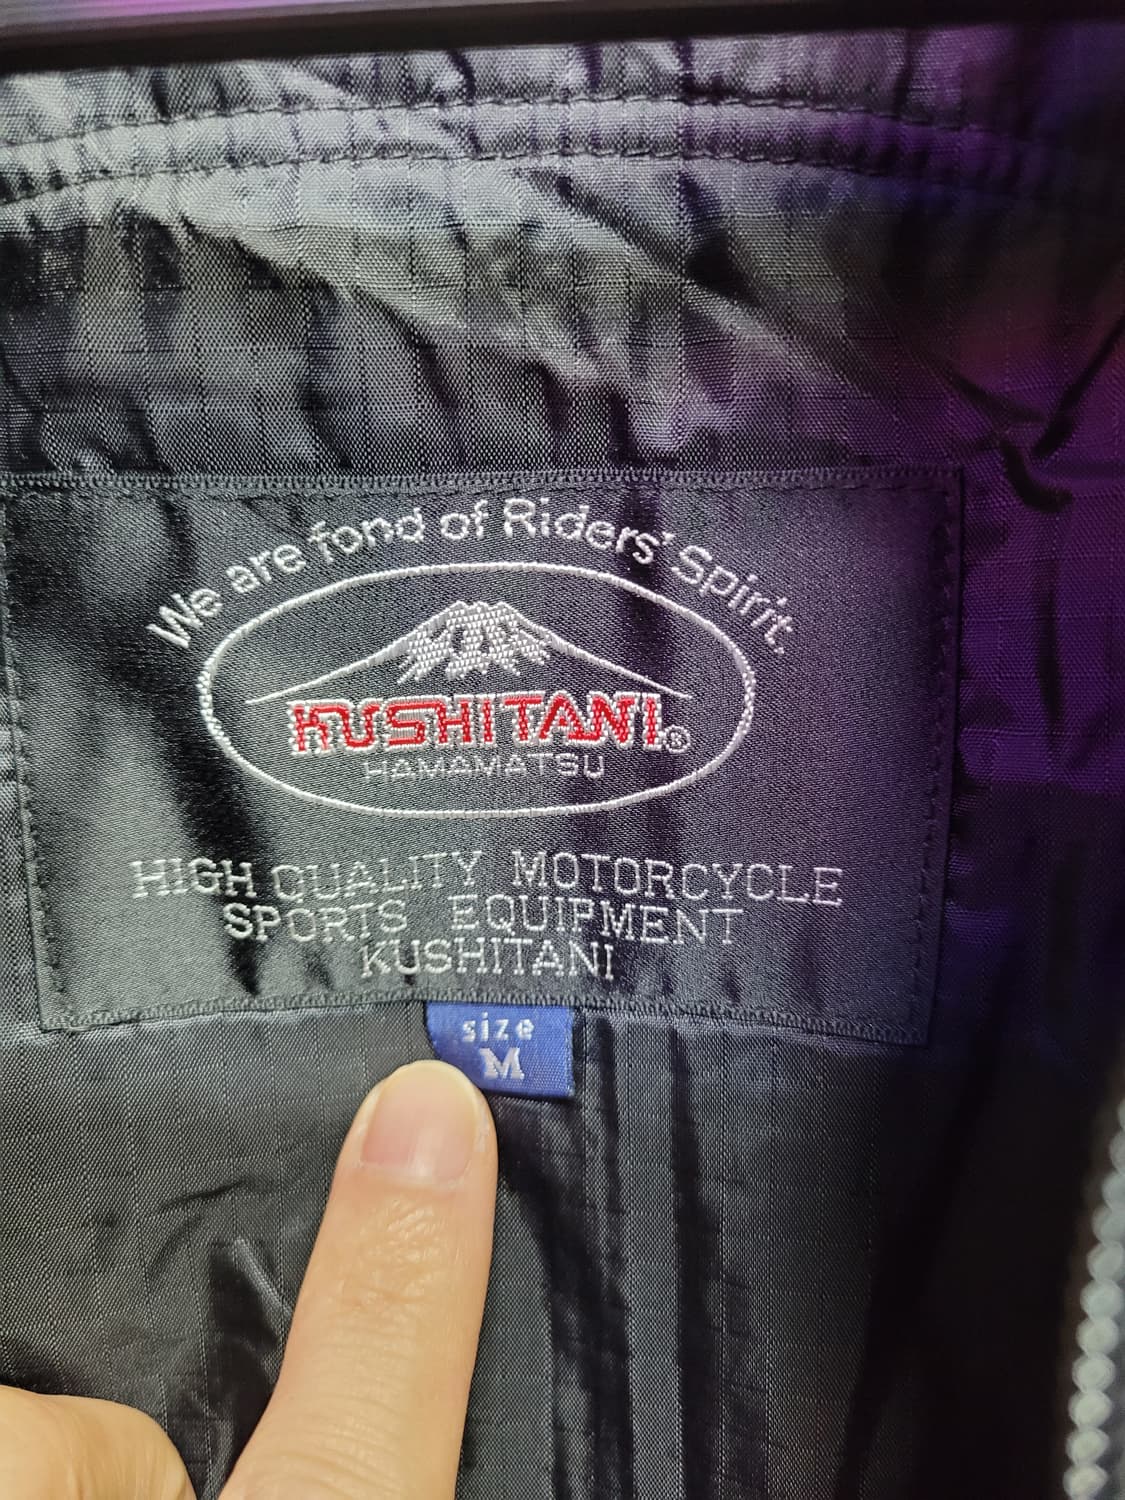 We are fond of Riders' Spirit.
KUSHITANI®
HAMAMATSU
HIGH QUALITY MOTORCYCLE
SPORTS EQUIPMENT
KUSHITANI
size
M